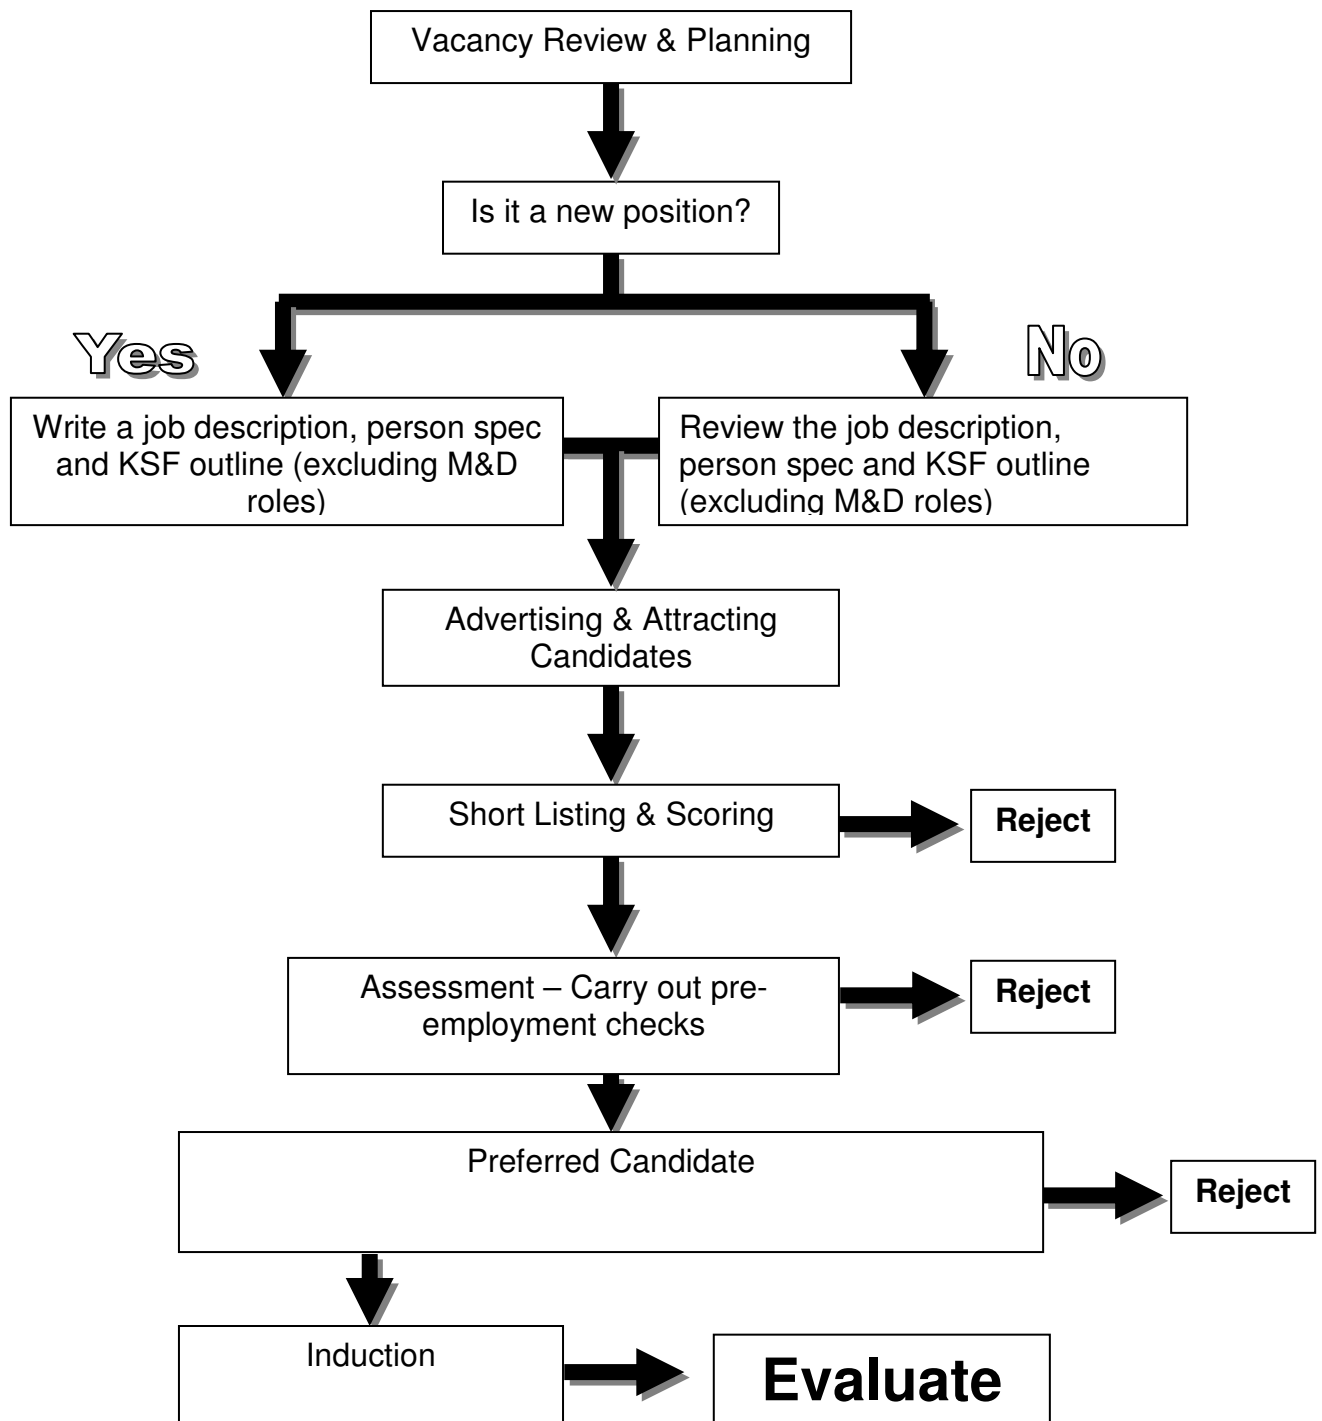 Vacancy Review & Planning
Is it a new position?
Yes
No
Write a job description, person spec
and KSF outline (excluding M&D
roles)
Review the job description,
person spec and KSF outline
(excluding M&D roles)
Advertising & Attracting
Candidates
Short Listing & Scoring
Reject
Assessment – Carry out pre-
employment checks
Reject
Preferred Candidate
Reject
Induction
Evaluate